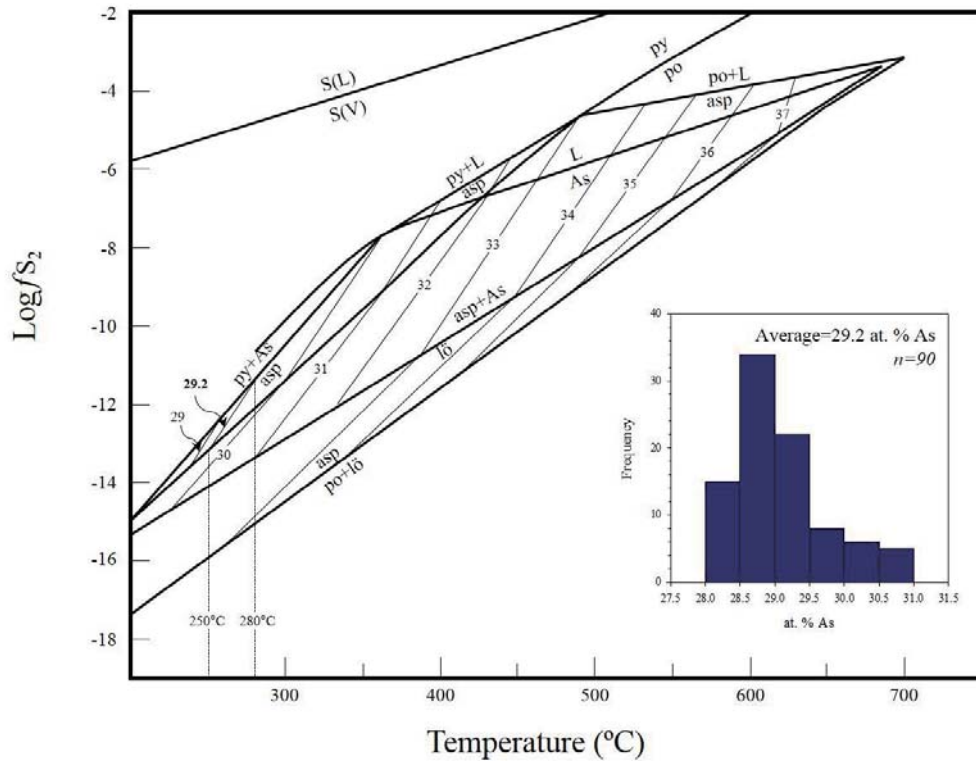 -2
-4
-6
-8
-10
-12
-14
-16
-18
Log fS₂
S(L)
S(V)
py
po
po+L
asp
37
py+L
asp
L
As
36
35
34
33
32
asp+As
lö
31
py+As
asp
29.2
29
30
asp
po+lö
250°C
280°C
300
400
500
600
700
Temperature (ºC)
Average=29.2 at. % As
n=90
40
30
20
10
0
Frequency
27.5 28.0 28.5 29.0 29.5 30.0 30.5 31.0 31.5
at. % As